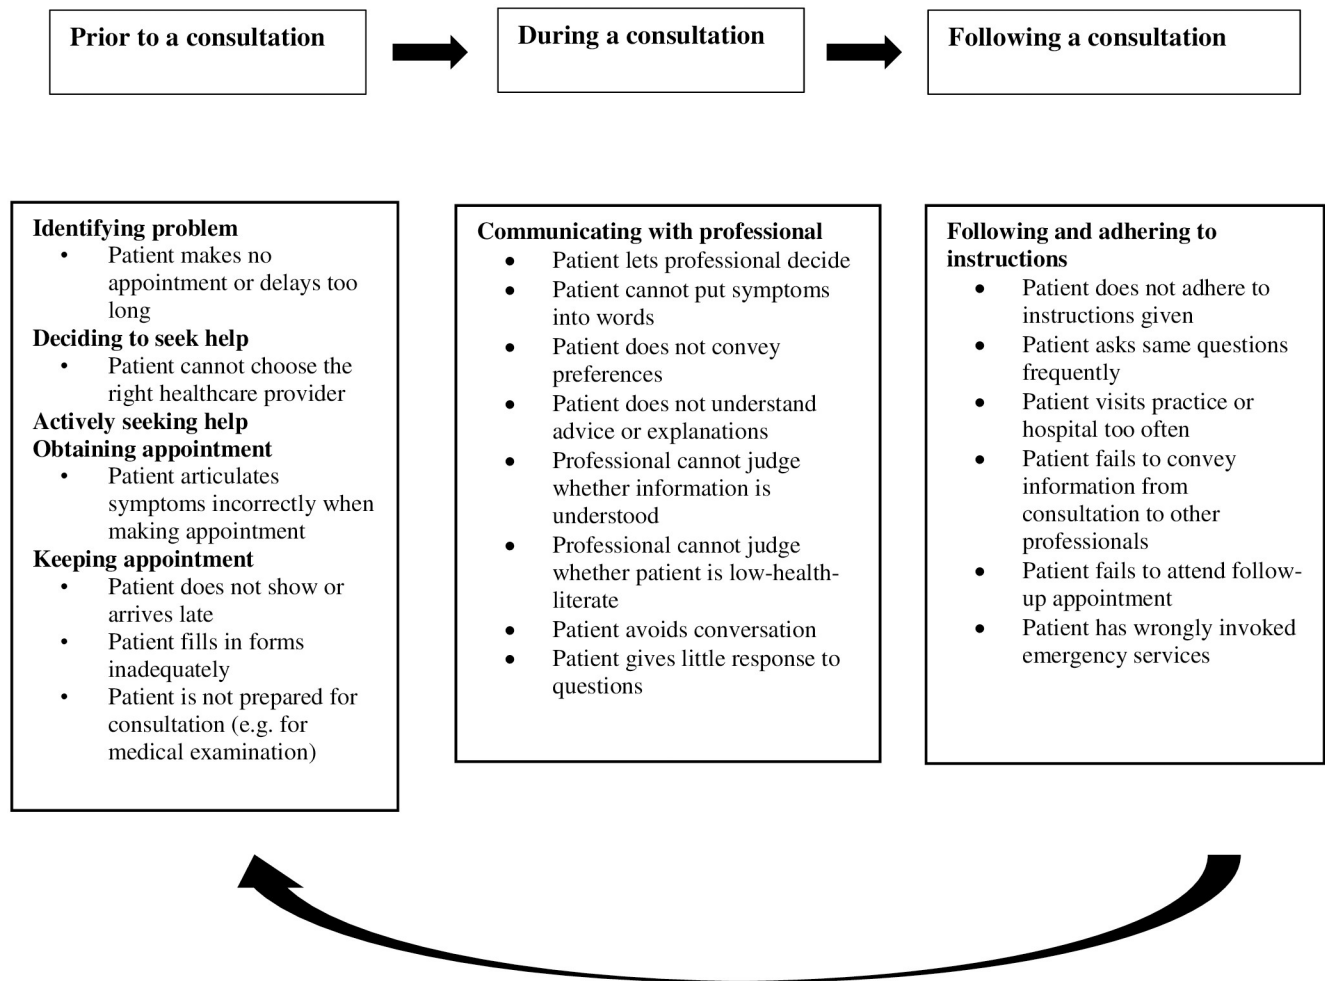 Prior to a consultation
During a consultation
Following a consultation
Identifying problem
• Patient makes no
appointment or delays too
long
Deciding to seek help
• Patient cannot choose the
right healthcare provider
Actively seeking help
Obtaining appointment
• Patient articulates
symptoms incorrectly when
making appointment
Keeping appointment
• Patient does not show or
arrives late
• Patient fills in forms
inadequately
• Patient is not prepared for
consultation (e.g. for
medical examination)
Communicating with professional
• Patient lets professional decide
• Patient cannot put symptoms
into words
• Patient does not convey
preferences
• Patient does not understand
advice or explanations
• Professional cannot judge
whether information is
understood
• Professional cannot judge
whether patient is low-health-
literate
• Patient avoids conversation
• Patient gives little response to
questions
Following and adhering to
instructions
• Patient does not adhere to
instructions given
• Patient asks same questions
frequently
• Patient visits practice or
hospital too often
• Patient fails to convey
information from
consultation to other
professionals
• Patient fails to attend follow-
up appointment
• Patient has wrongly invoked
emergency services